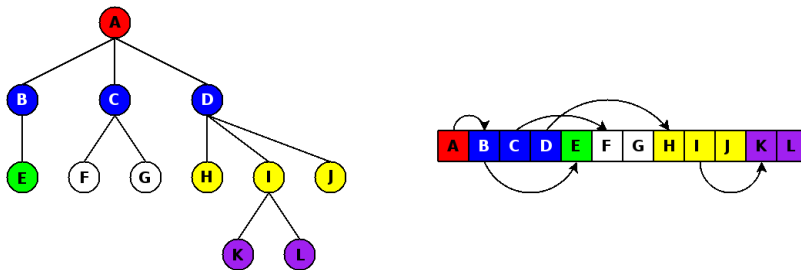 A
B C D
E F G H I J
K L
A B C D E F G H I J K L